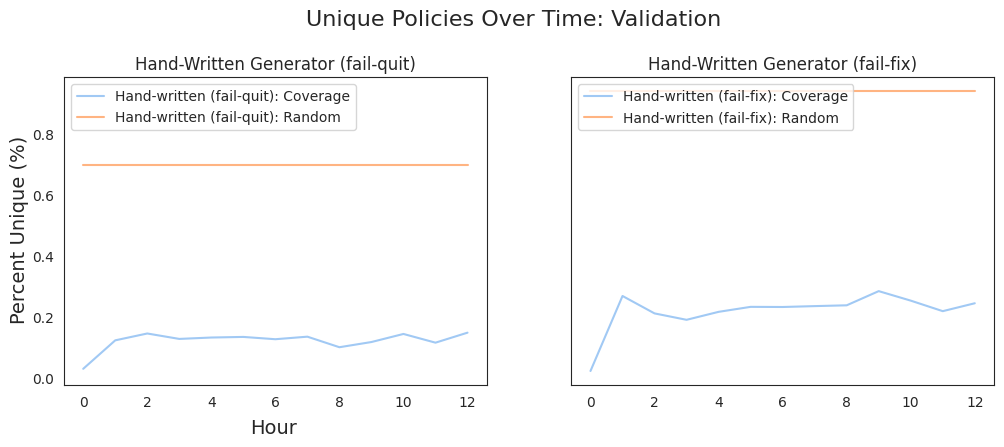 Unique Policies Over Time: Validation
Hand-Written Generator (fail-quit)
Hand-written (fail-quit): Coverage
Hand-written (fail-quit): Random
Percent Unique (%)
0.8
0.6
0.4
0.2
0.0
0 2 4 6 8 10 12
Hour
Hand-Written Generator (fail-fix)
Hand-written (fail-fix): Coverage
Hand-written (fail-fix): Random
0 2 4 6 8 10 12